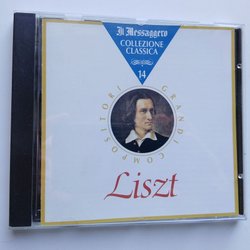 Il Messaggero
COLLEZIONE
CLASSICA
14
GRANDI COMPOSITORI
Liszt